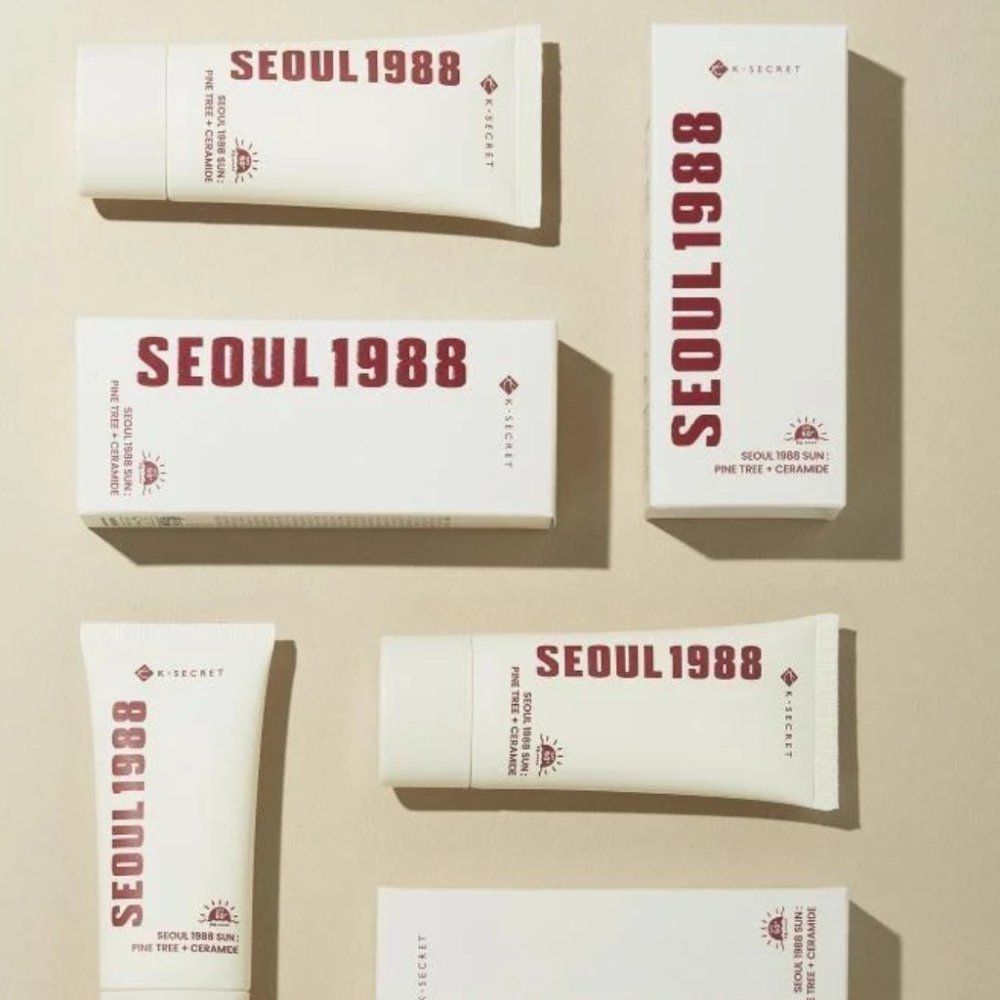 SEOUL 1988
K-SECRET
SEOUL 1988 SUN :
PINE TREE + CERAMIDE
K-SECRET
SEOUL 1988
SEOUL 1988 SUN :
PINE TREE + CERAMIDE
SEOUL 1988
K-SECRET
SEOUL 1988 SUN :
PINE TREE + CERAMIDE
K-SECRET
SEOUL 1988
SEOUL 1988 SUN :
PINE TREE + CERAMIDE
SEOUL 1988
K-SECRET
SEOUL 1988 SUN :
PINE TREE + CERAMIDE
K-SECRET
SEOUL 1988 SUN :
TREE + CERAMIDE